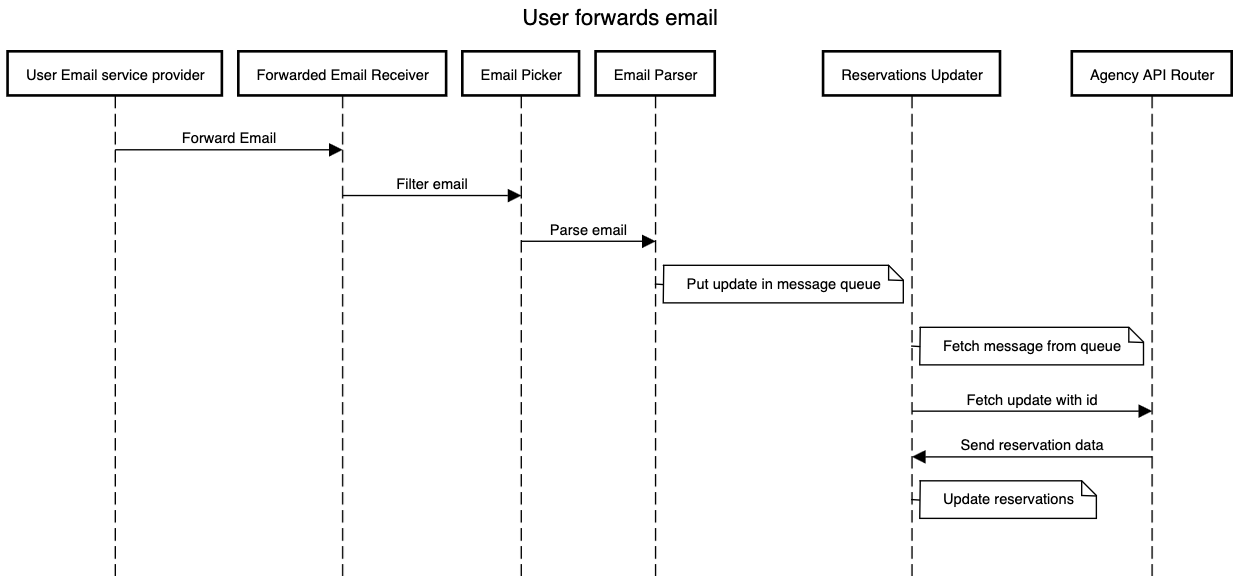 User forwards email
User Email service provider
Forwarded Email Receiver
Email Picker
Email Parser
Reservations Updater
Agency API Router
Forward Email
Filter email
Parse email
Put update in message queue
Fetch message from queue
Fetch update with id
Send reservation data
Update reservations